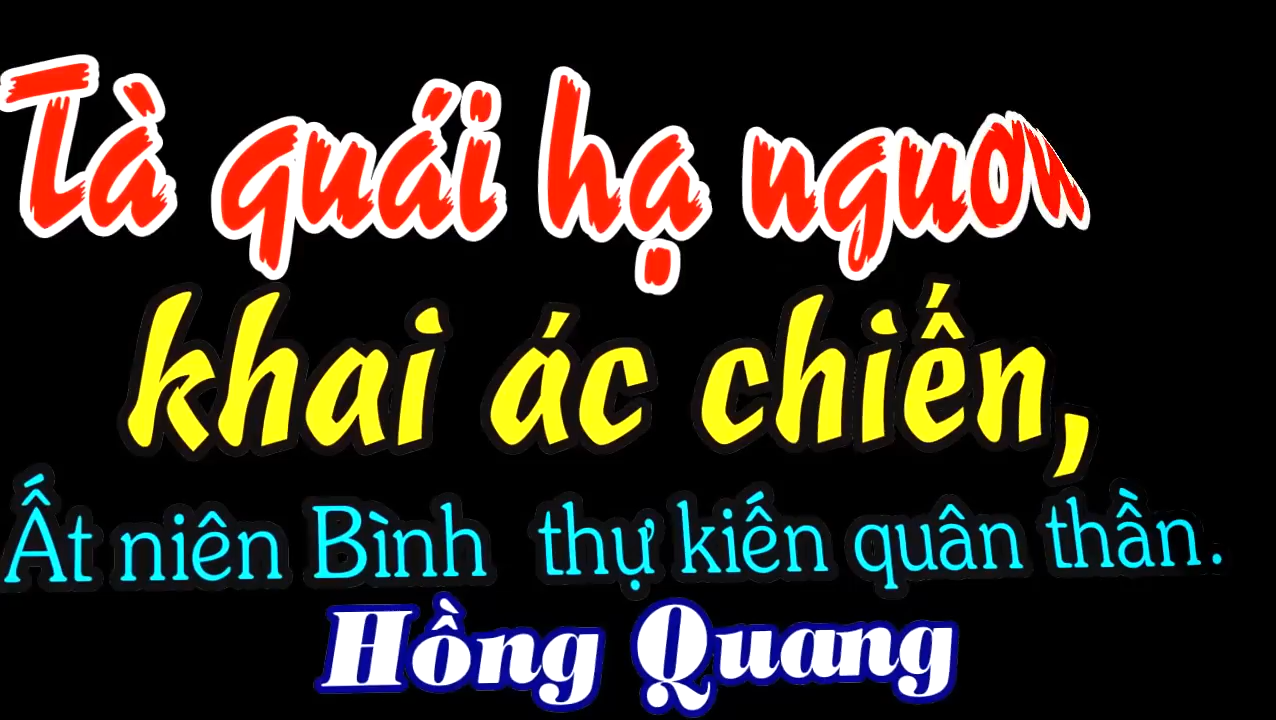 Tà quái hạ nguơn
khai ác chiến,
Ất niên Bình thự kiến quân thần.
Hồng Quang